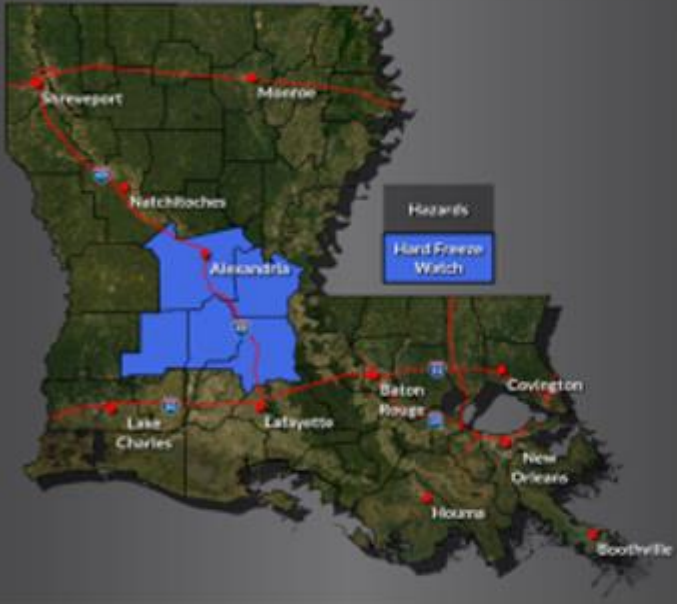 Shreveport
Monroe
Natchitoches
Hazards
Hard Freeze
Watch
Alexandria
Baton
Rouge
Covington
Lake
Charles
Lafayette
New
Orleans
Houma
Boothville